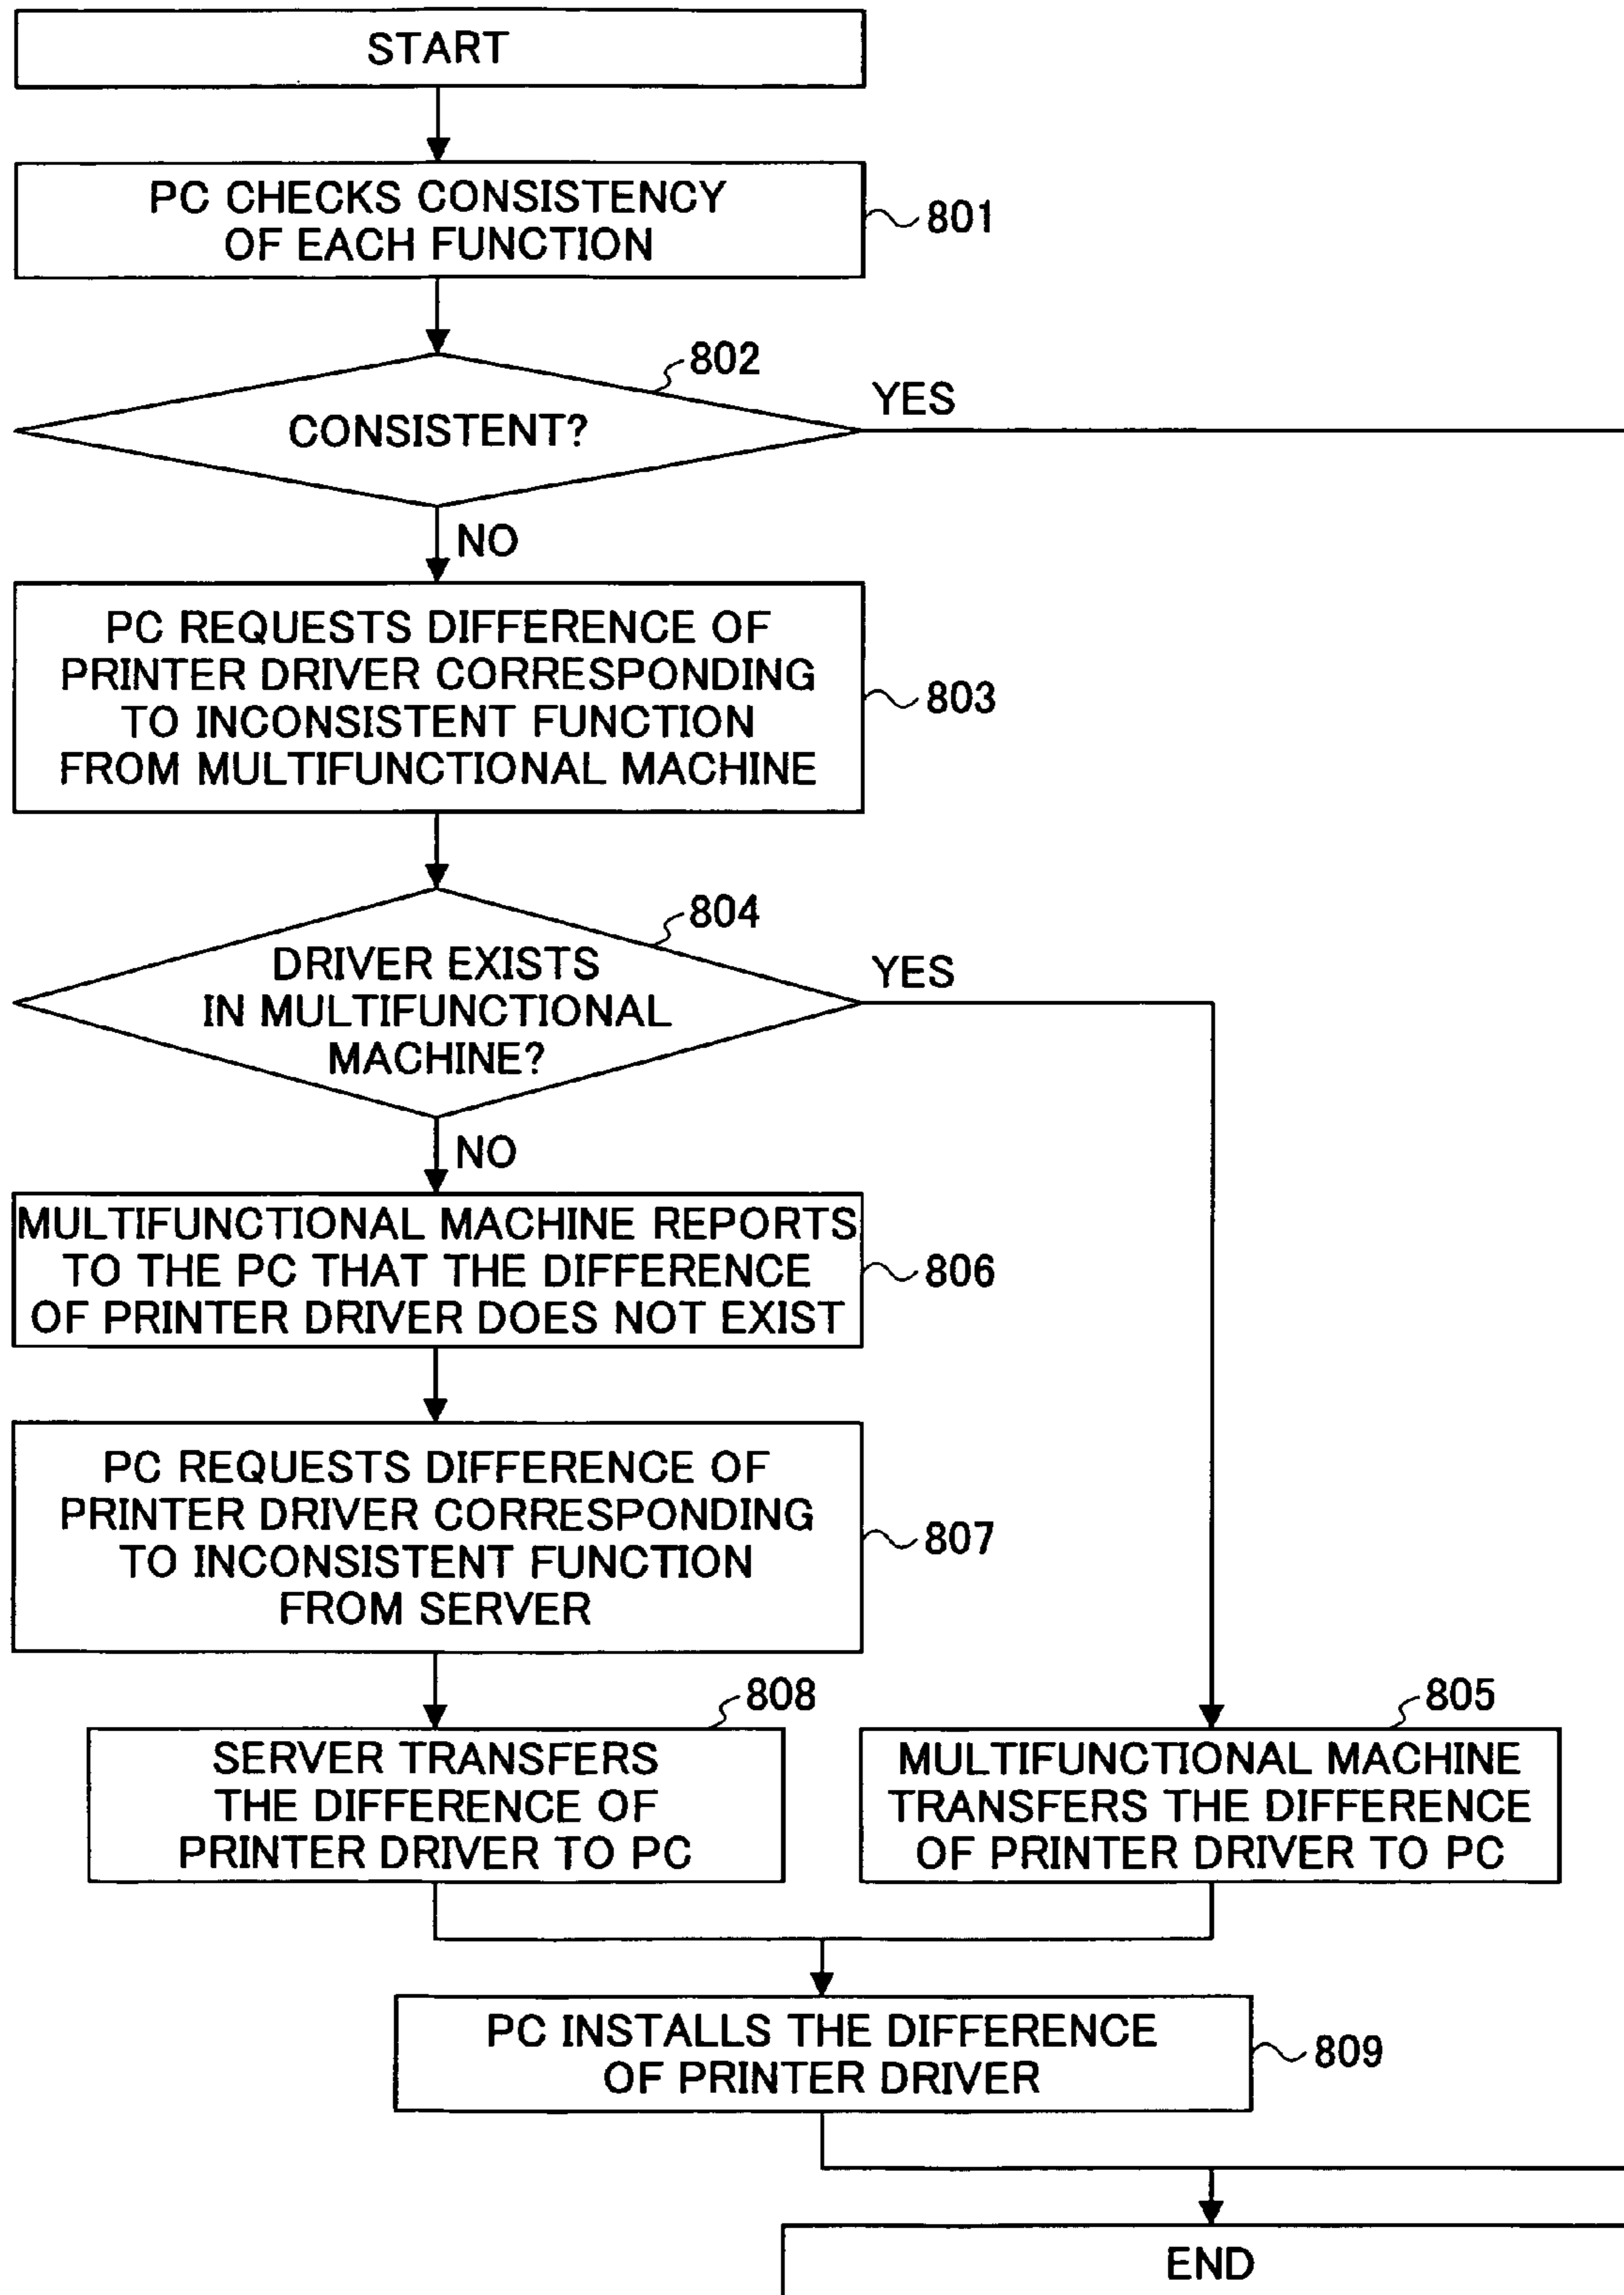 START
PC CHECKS CONSISTENCY
OF EACH FUNCTION
801
802
CONSISTENT?
YES
NO
PC REQUESTS DIFFERENCE OF
PRINTER DRIVER CORRESPONDING
TO INCONSISTENT FUNCTION
FROM MULTIFUNCTIONAL MACHINE
803
804
DRIVER EXISTS
IN MULTIFUNCTIONAL
MACHINE?
YES
NO
MULTIFUNCTIONAL MACHINE REPORTS
TO THE PC THAT THE DIFFERENCE
OF PRINTER DRIVER DOES NOT EXIST
806
PC REQUESTS DIFFERENCE OF
PRINTER DRIVER CORRESPONDING
TO INCONSISTENT FUNCTION
FROM SERVER
807
808
SERVER TRANSFERS
THE DIFFERENCE OF
PRINTER DRIVER TO PC
805
MULTIFUNCTIONAL MACHINE
TRANSFERS THE DIFFERENCE
OF PRINTER DRIVER TO PC
PC INSTALLS THE DIFFERENCE
OF PRINTER DRIVER
809
END